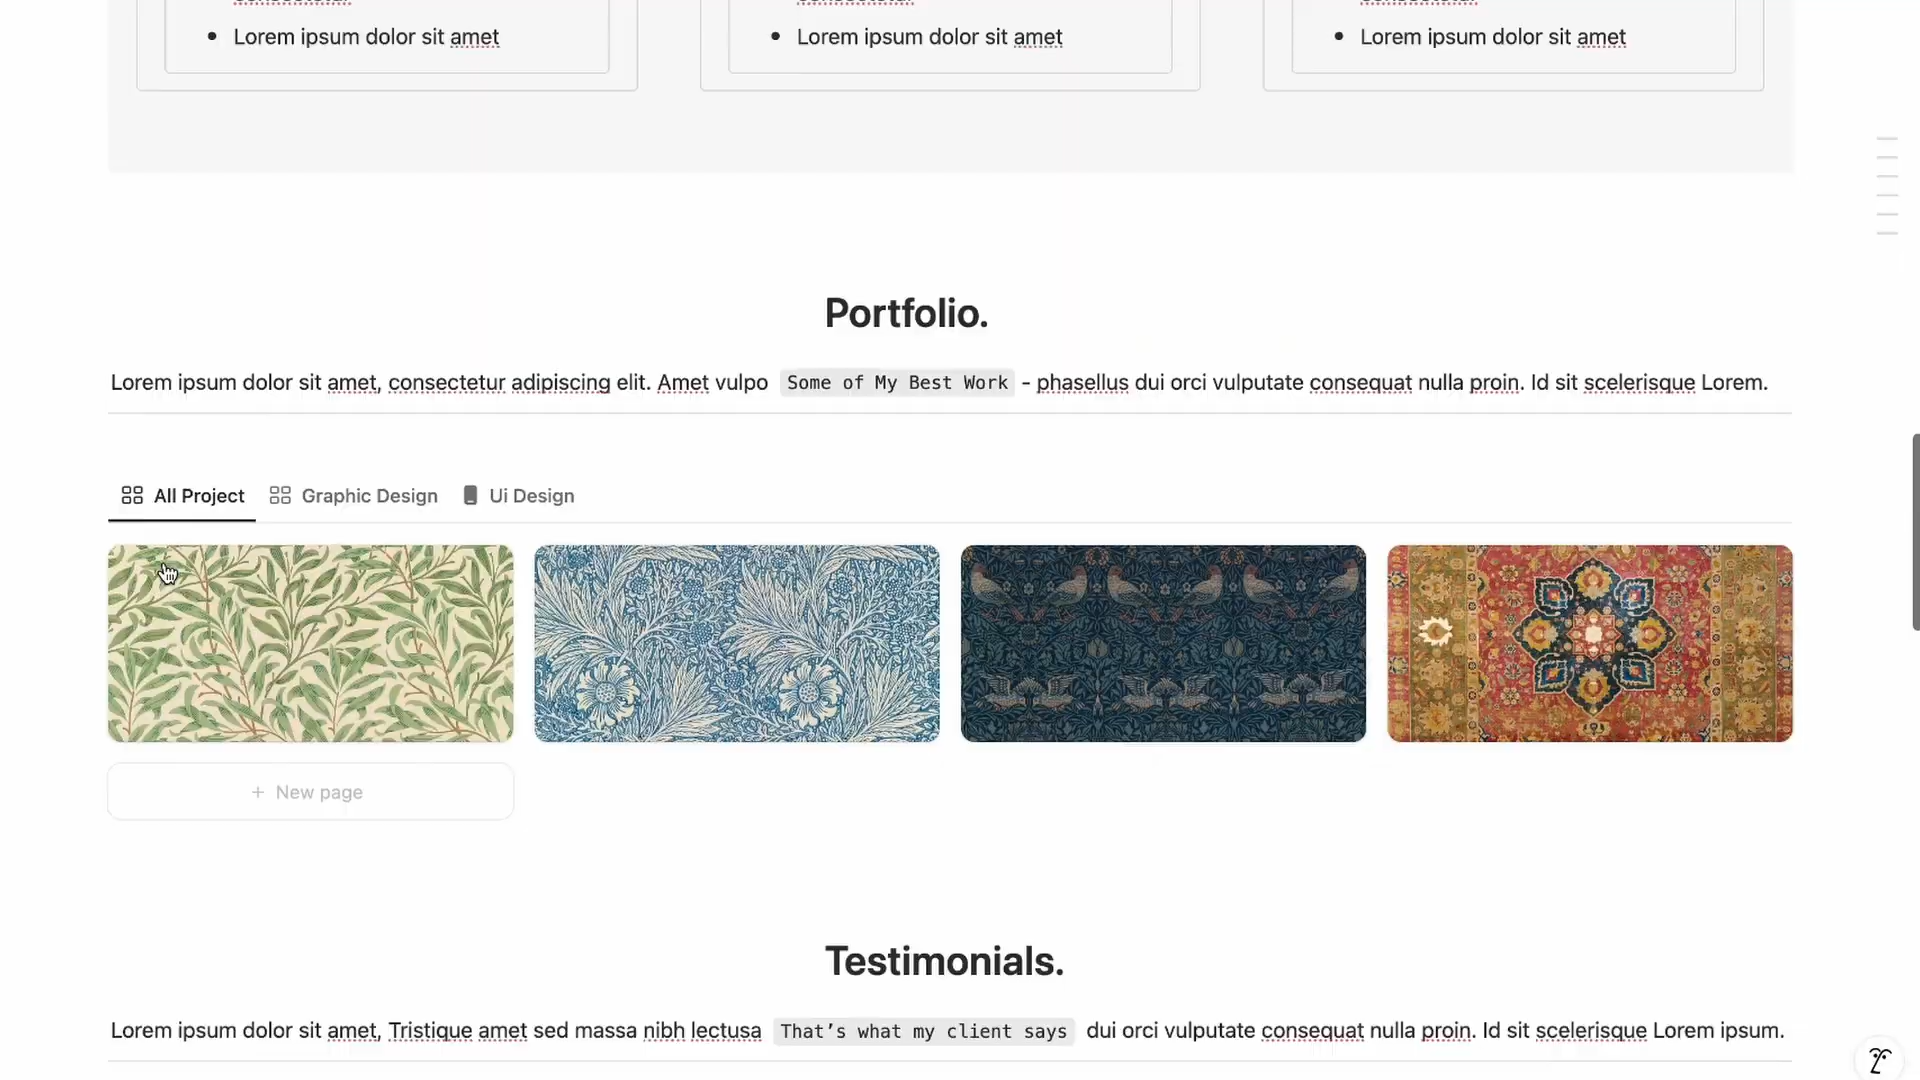 Lorem ipsum dolor sit amet
Lorem ipsum dolor sit amet
Lorem ipsum dolor sit amet
Portfolio.
Lorem ipsum dolor sit amet, consectetur adipiscing elit. Amet vulpo Some of My Best Work - phasellus dui orci vulputate consequat nulla proin. Id sit scelerisque Lorem.
All Project Graphic Design Ui Design
+ New page
Testimonials.
Lorem ipsum dolor sit amet, Tristique amet sed massa nibh lectusa That’s what my client says dui orci vulputate consequat nulla proin. Id sit scelerisque Lorem ipsum.